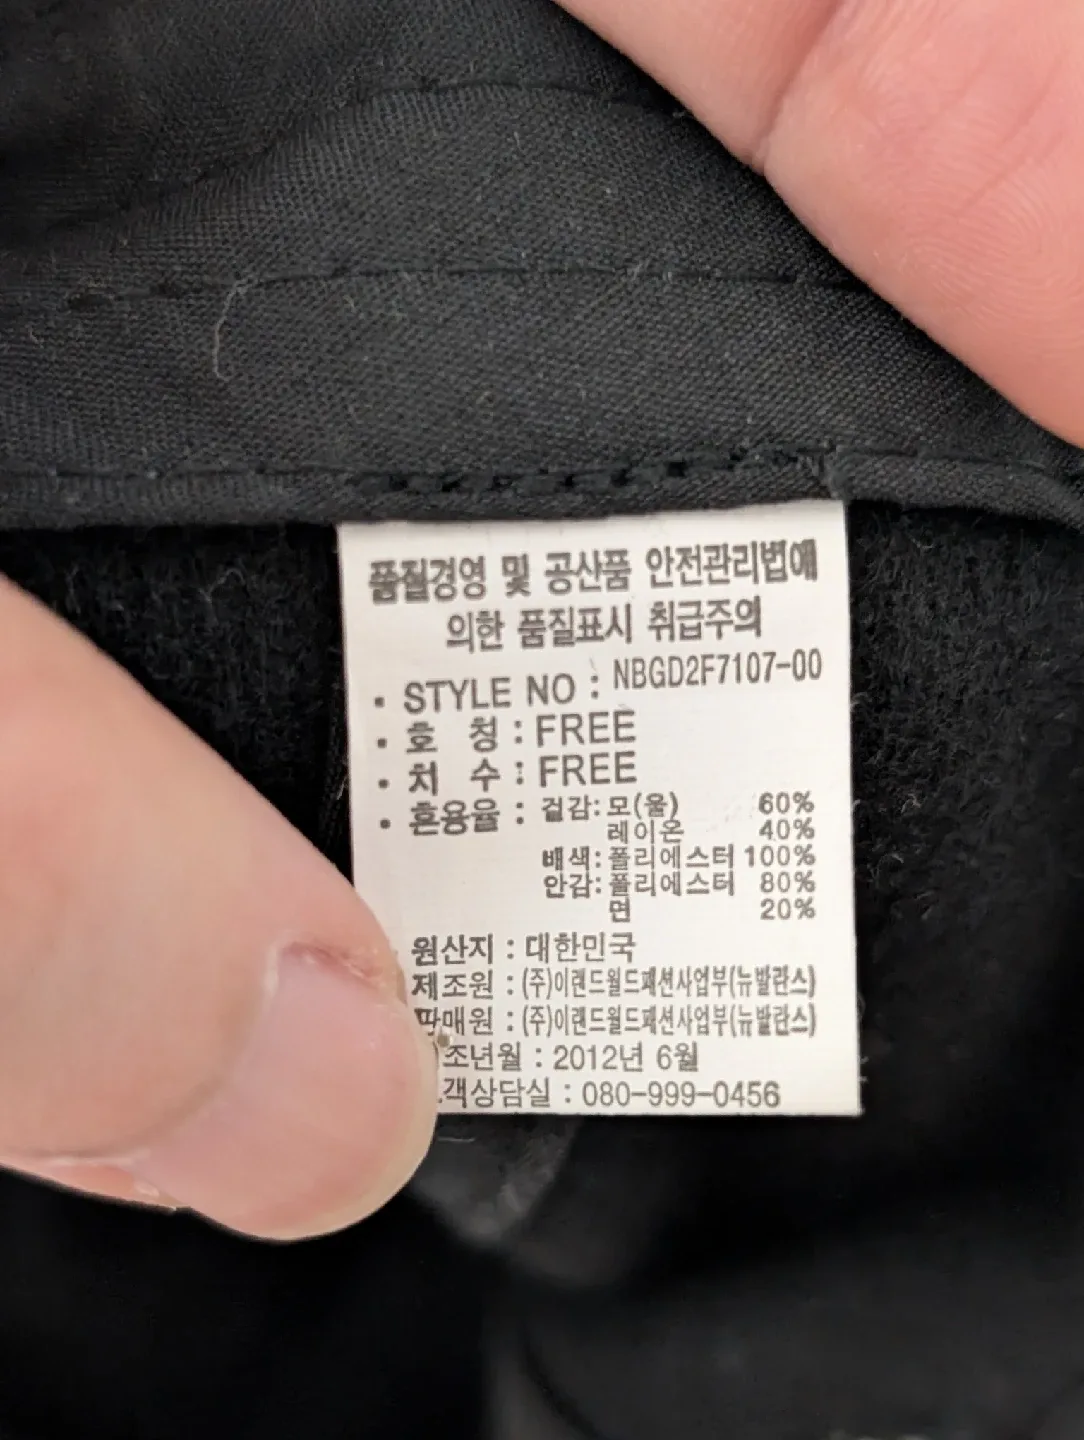 품질경영 및 공산품 안전관리법에
의한 품질표시 취급주의
· STYLE NO : NBGD2F7107-00
· 호 칭 : FREE
· 치 수 : FREE
· 혼용율 : 겉감: 모(울) 60%
레이온 40%
배색: 폴리에스터 100%
안감: 폴리에스터 80%
면 20%
원산지 : 대한민국
제조원 : (주)이랜드월드패션사업부(뉴발란스)
판매원 : (주)이랜드월드패션사업부(뉴발란스)
조년월 : 2012년 6월
객상담실 : 080-999-0456